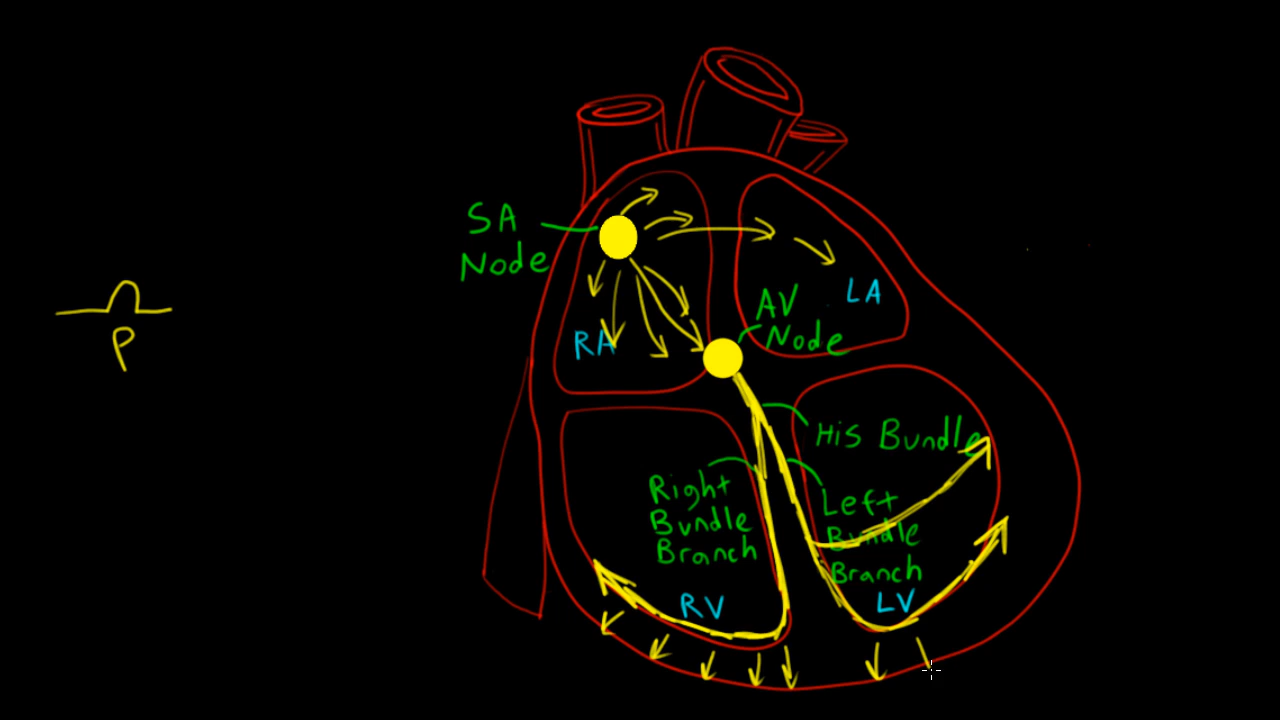 SA
Node
P
RA
LA
AV
Node
His Bundle
Right
Bundle
Branch
Left
Bundle
Branch
RV
LV